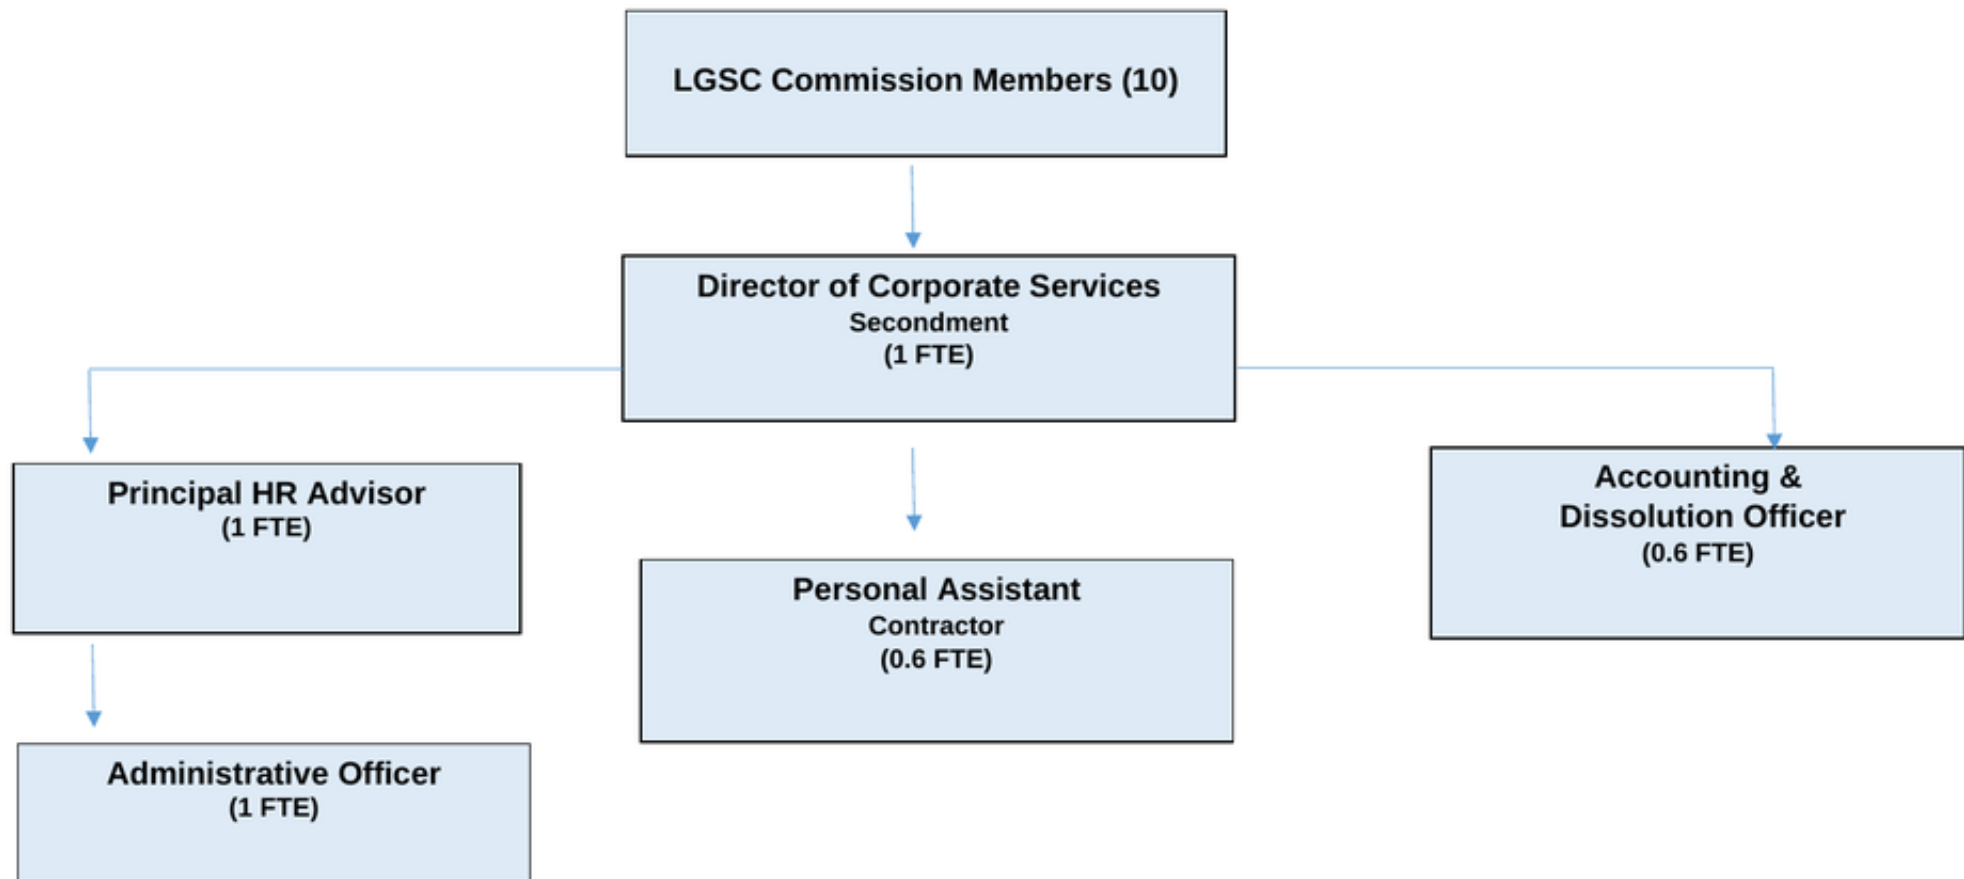 LGSC Commission Members (10)
Director of Corporate Services
Secondment
(1 FTE)
Principal HR Advisor
(1 FTE)
Personal Assistant
Contractor
(0.6 FTE)
Accounting &
Dissolution Officer
(0.6 FTE)
Administrative Officer
(1 FTE)